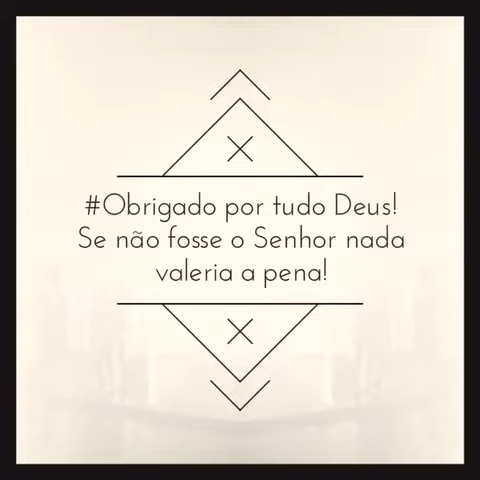 #Obrigado por tudo Deus!
Se não fosse o Senhor nada
valeria a pena!